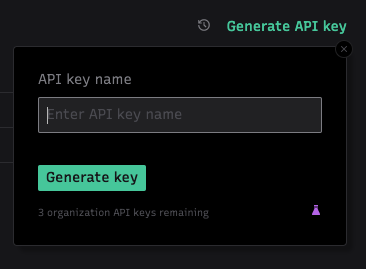 Generate API key
API key name
Enter API key name
Generate key
3 organization API keys remaining